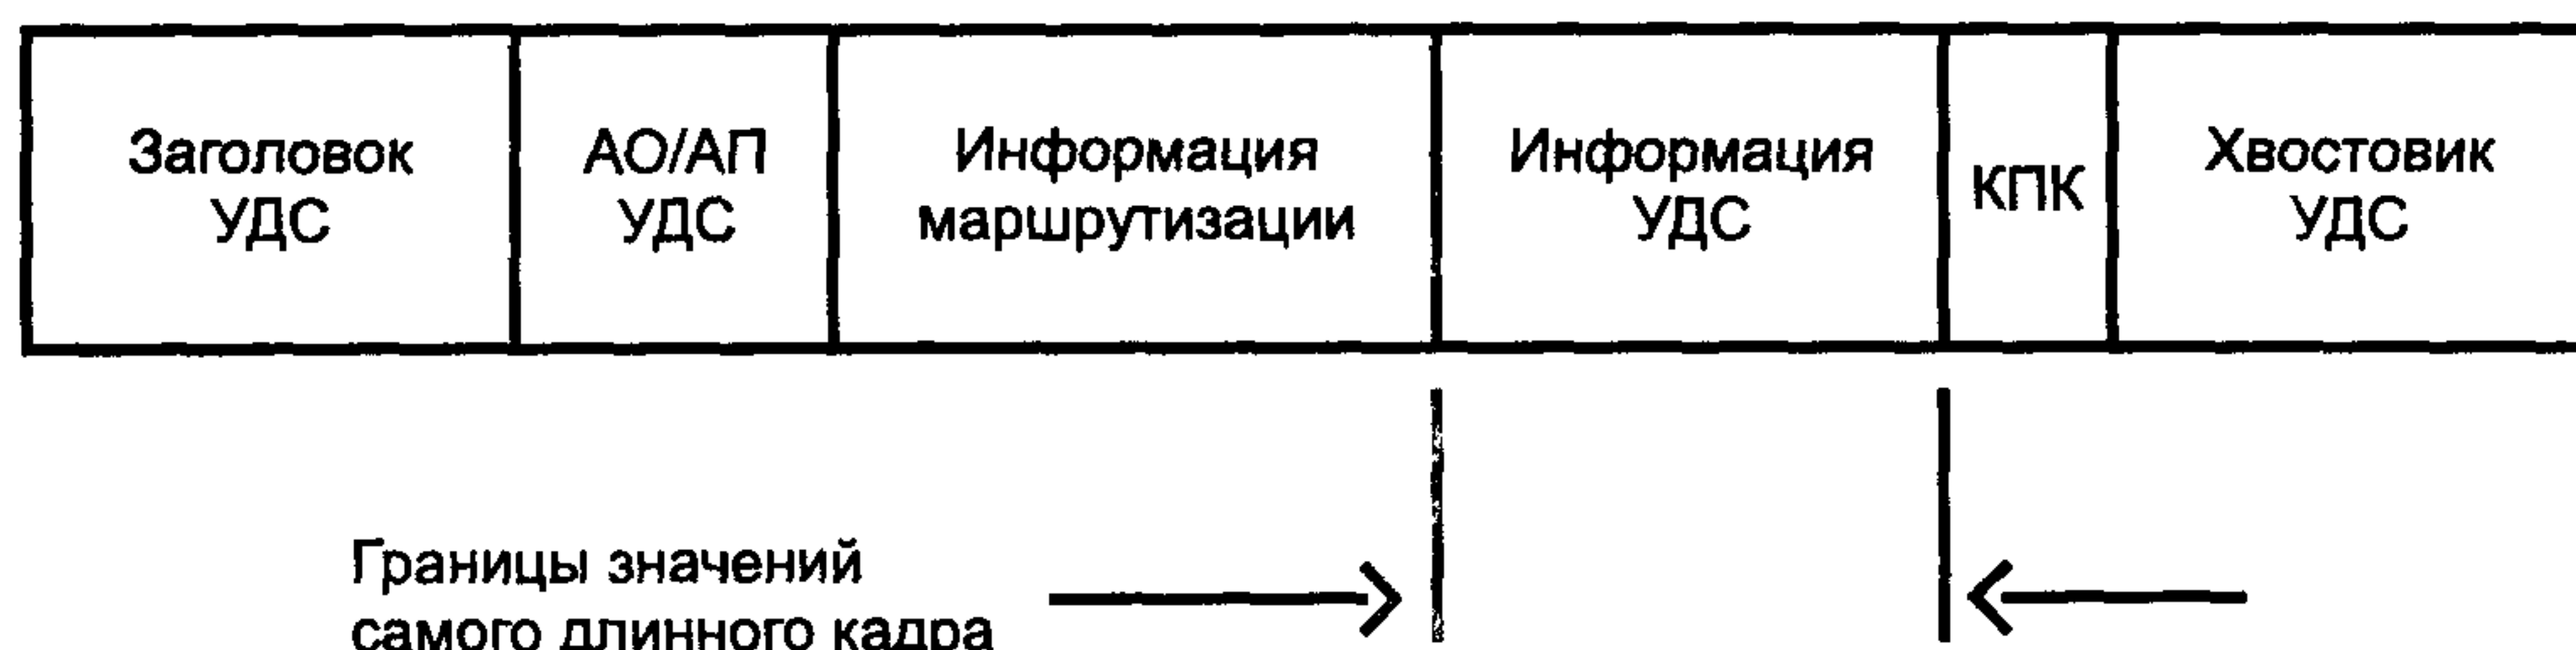 Заголовок
УДС
АО/АП
УДС
Информация
маршрутизации
Информация
УДС
КПК
Хвостовик
УДС
Границы значений
самого длинного кадра